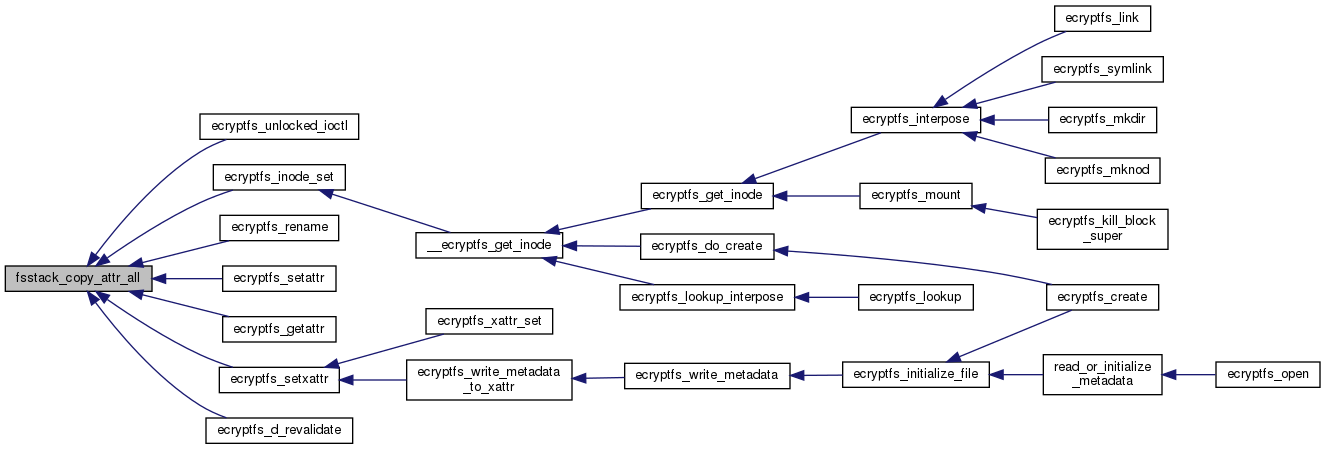 ecryptfs_link
ecryptfs_symlink
ecryptfs_interpose
ecryptfs_mkdir
ecryptfs_unlocked_ioctl
ecryptfs_mknod
ecryptfs_inode_set
ecryptfs_get_inode
ecryptfs_mount
ecryptfs_rename
ecryptfs_kill_block
_super
__ecryptfs_get_inode
ecryptfs_do_create
fsstack_copy_attr_all
ecryptfs_setattr
ecryptfs_lookup_interpose
ecryptfs_lookup
ecryptfs_create
ecryptfs_getattr
ecryptfs_xattr_set
ecryptfs_setxattr
ecryptfs_write_metadata
_to_xattr
ecryptfs_write_metadata
ecryptfs_initialize_file
read_or_initialize
_metadata
ecryptfs_open
ecryptfs_d_revalidate